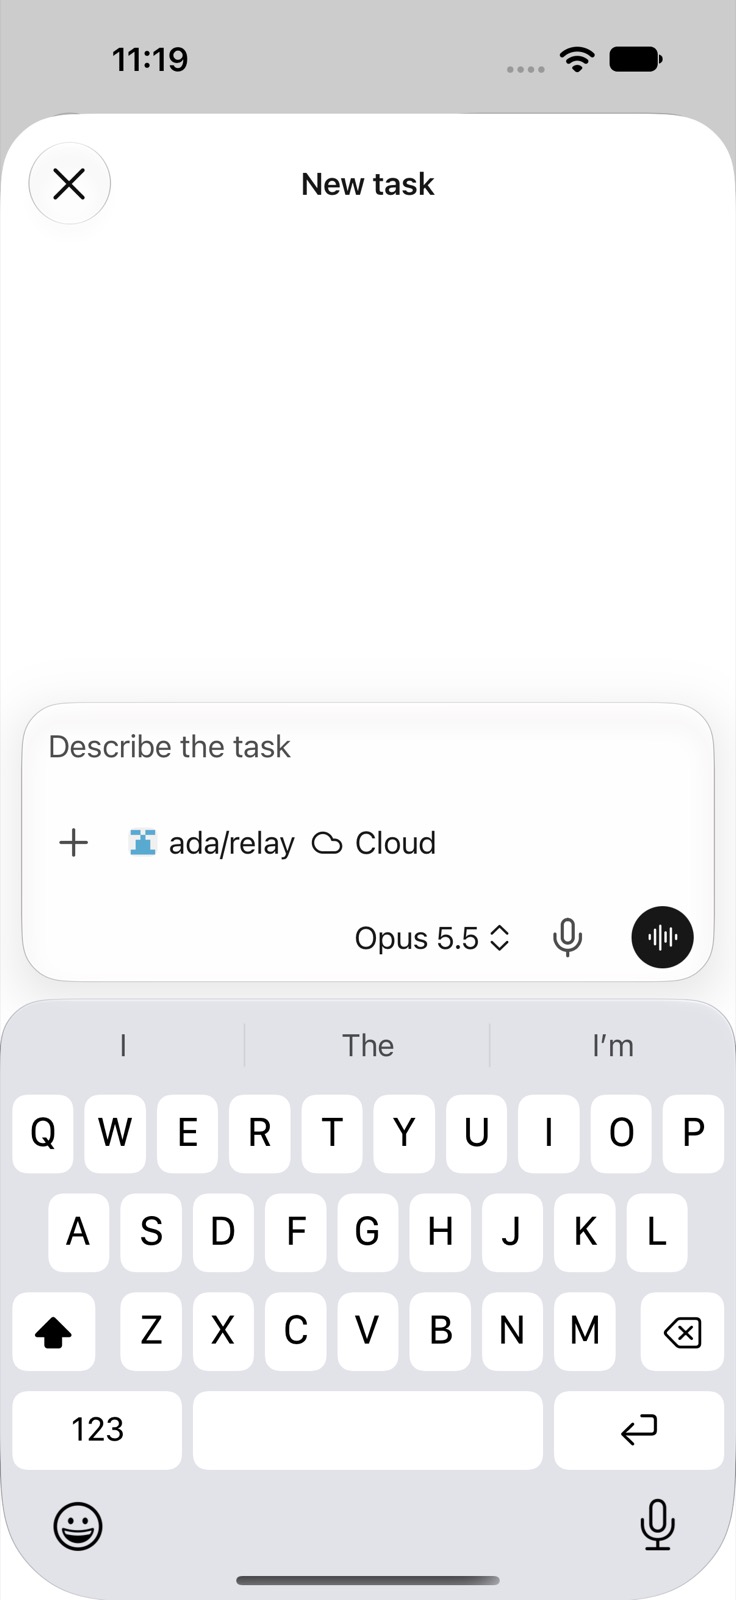 11:19
New task
Describe the task
ada/relay Cloud
Opus 5.5
I The I’m
Q W E R T Y U I O P
A S D F G H J K L
Z X C V B N M
123